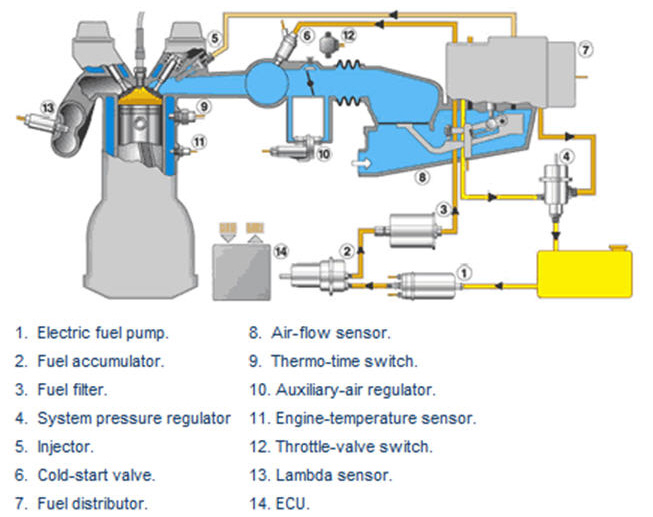 5
6
12
7
13
9
11
10
8
4
3
14
2
1
1. Electric fuel pump.
2. Fuel accumulator.
3. Fuel filter.
4. System pressure regulator
5. Injector.
6. Cold-start valve.
7. Fuel distributor.
8. Air-flow sensor.
9. Thermo-time switch.
10. Auxiliary-air regulator.
11. Engine-temperature sensor.
12. Throttle-valve switch.
13. Lambda sensor.
14. ECU.